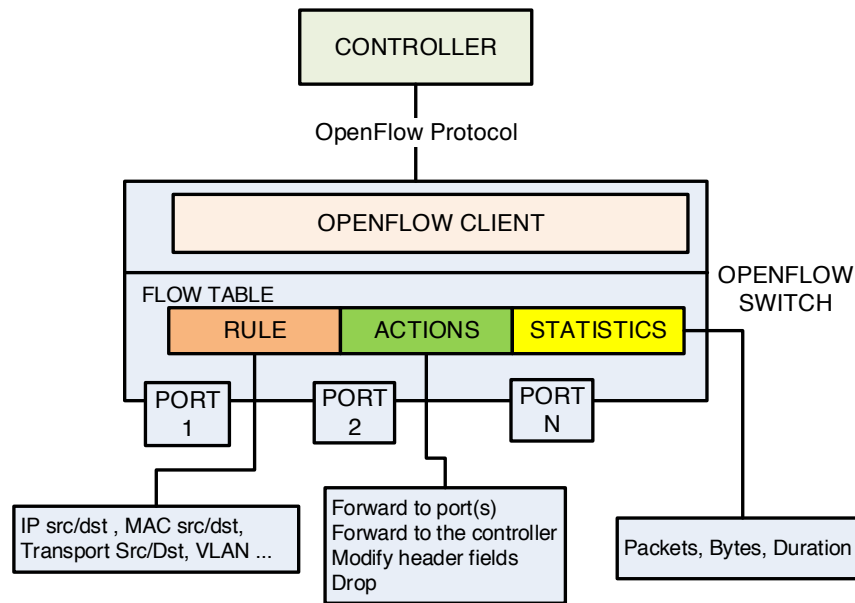 CONTROLLER
OpenFlow Protocol
OPENFLOW CLIENT
OPENFLOW
SWITCH
FLOW TABLE
RULE
ACTIONS
STATISTICS
PORT
1
PORT
2
PORT
N
IP src/dst , MAC src/dst,
Transport Src/Dst, VLAN ...
Forward to port(s)
Forward to the controller
Modify header fields
Drop
Packets, Bytes, Duration